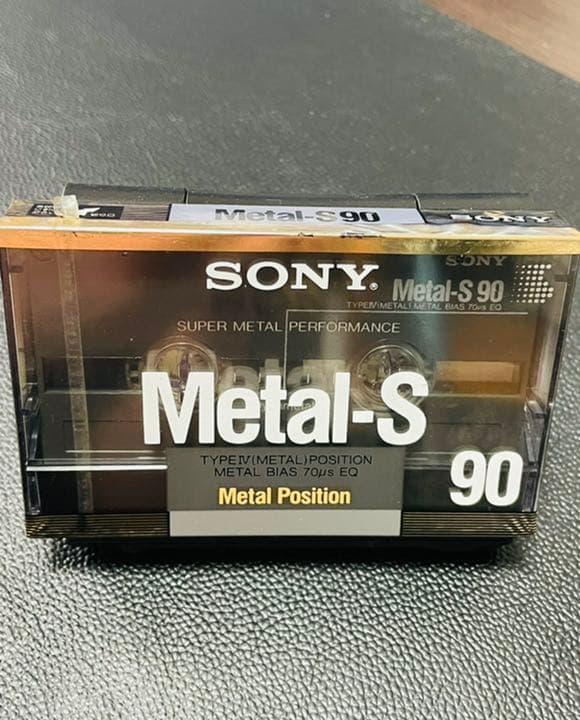 Metal-S 90
SONY
SONY®
SONY
Metal-S 90
TYPE IV (METAL) METAL BIAS 70μs EQ
SUPER METAL PERFORMANCE
Metal-S
TYPE IV (METAL) POSITION
METAL BIAS 70μs EQ
90
Metal Position